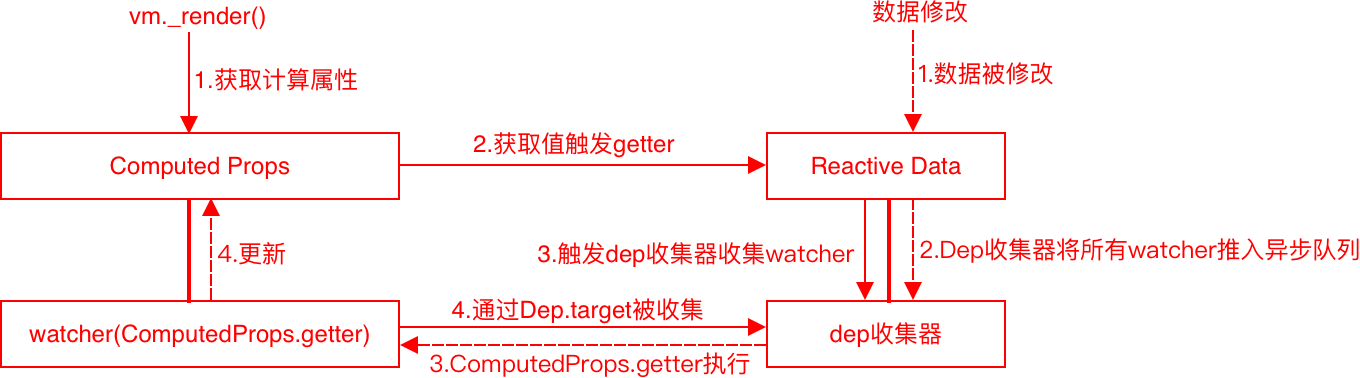 vm._render()
数据修改
1.获取计算属性
1.数据被修改
Computed Props
2.获取值触发getter
Reactive Data
4.更新
3.触发dep收集器收集watcher
2.Dep收集器将所有watcher推入异步队列
watcher(ComputedProps.getter)
4.通过Dep.target被收集
dep收集器
3.ComputedProps.getter执行